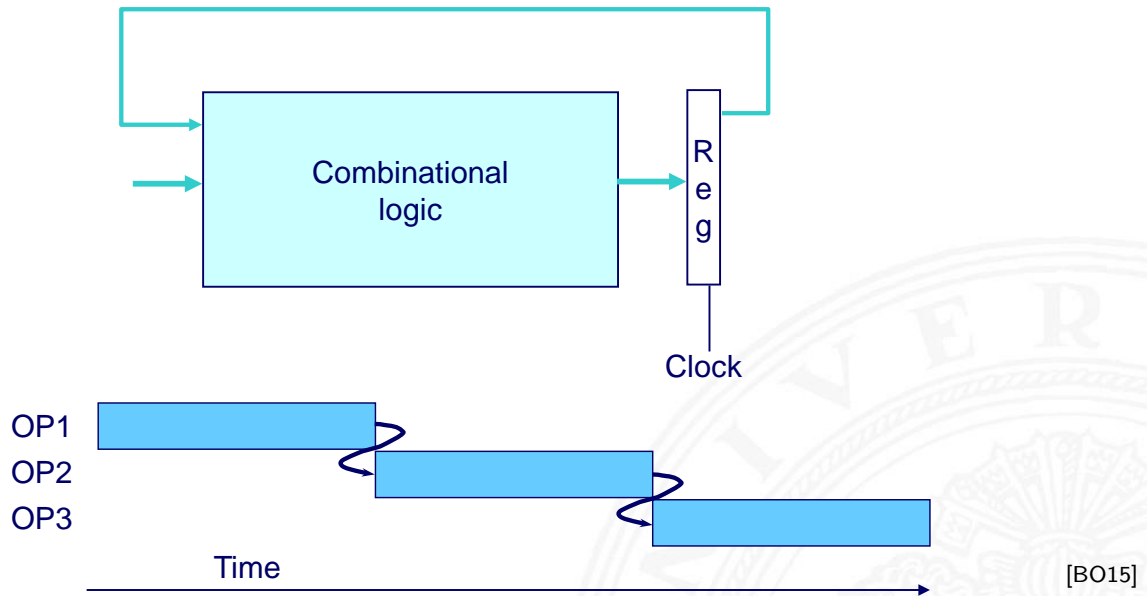 Combinational
logic
R
e
g
Clock
OP1
OP2
OP3
Time
[BO15]
I V E R